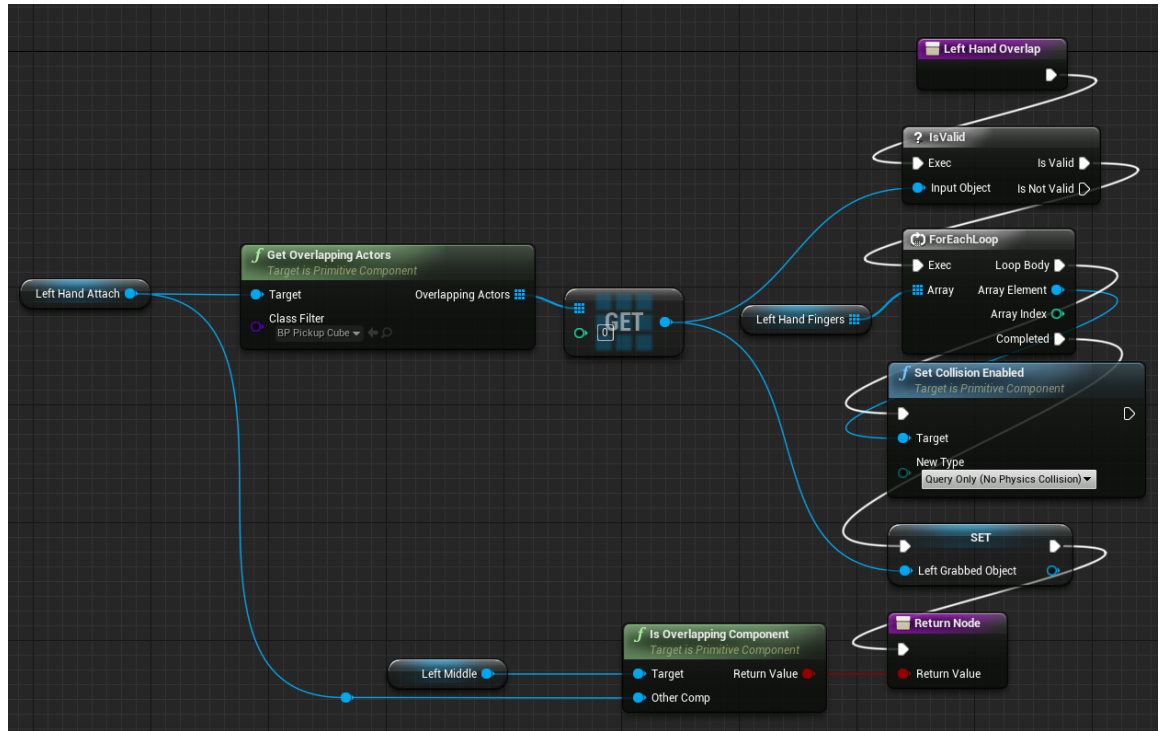 Left Hand Overlap
? IsValid
Exec
Is Valid
Input Object
Is Not Valid
ForEachLoop
Exec
Loop Body
Array
Array Element
Array Index
Completed
f Get Overlapping Actors
Target is Primitive Component
Target
Overlapping Actors
Class Filter
BP Pickup Cube
Left Hand Attach
GET
0
Left Hand Fingers
f Set Collision Enabled
Target is Primitive Component
Target
New Type
Query Only (No Physics Collision)
SET
Left Grabbed Object
f Is Overlapping Component
Target is Primitive Component
Target
Return Value
Other Comp
Left Middle
Return Node
Return Value